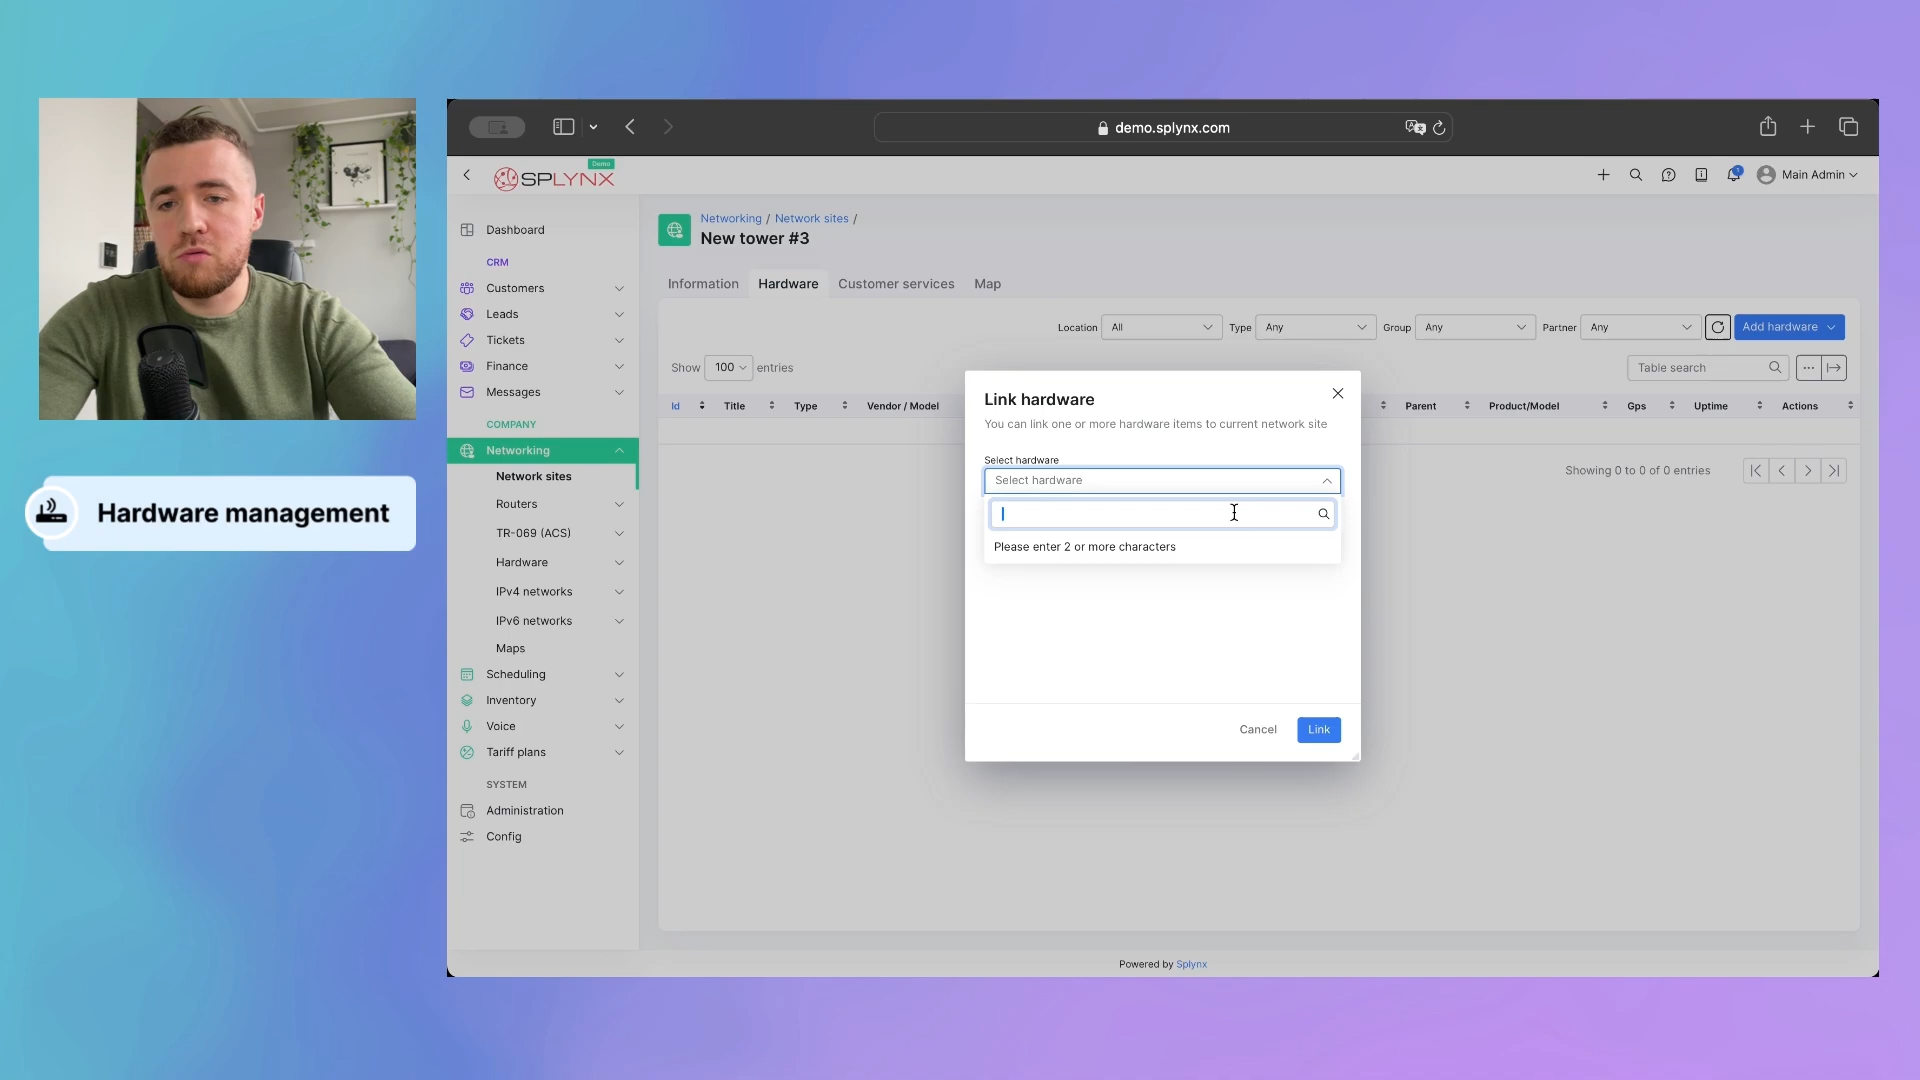 Hardware management
demo.splynx.com
SPLYNX
Demo
Main Admin
Dashboard
CRM
Customers
Leads
Tickets
Finance
Messages
COMPANY
Networking
Network sites
Routers
TR-069 (ACS)
Hardware
IPv4 networks
IPv6 networks
Maps
Scheduling
Inventory
Voice
Tariff plans
SYSTEM
Administration
Config
Networking / Network sites /
New tower #3
Information Hardware Customer services Map
Location All Type Any Group Any Partner Any Add hardware
Show 100 entries Table search
Id Title Type Vendor / Model Parent Product/Model Gps Uptime Actions
Showing 0 to 0 of 0 entries
Link hardware
You can link one or more hardware items to current network site
Select hardware
Select hardware
Please enter 2 or more characters
Cancel Link
Powered by Splynx